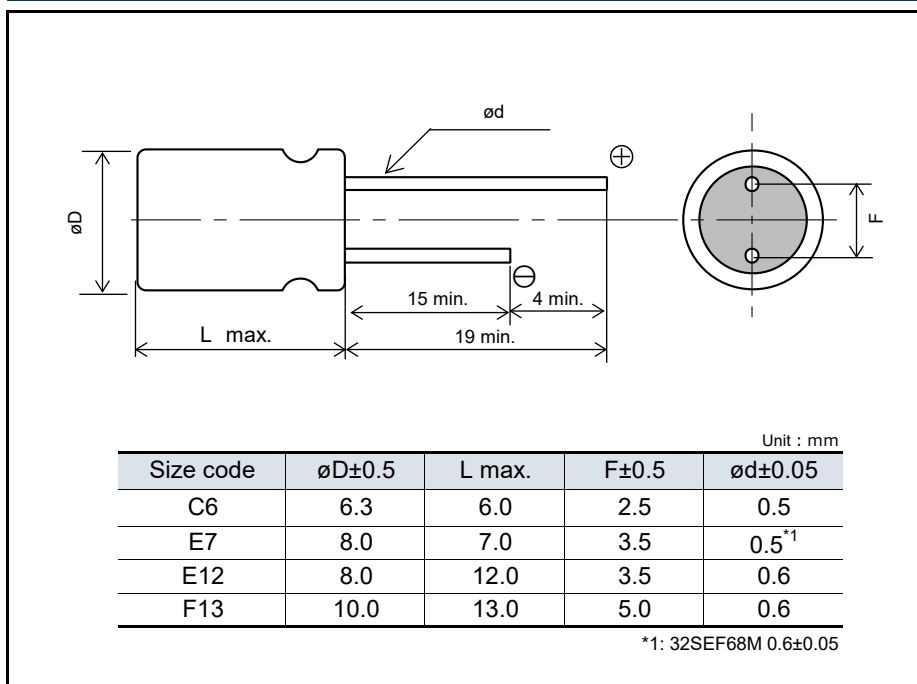 ød
⊕
øD
F
⊖
15 min.
4 min.
L max.
19 min.
Unit : mm
Size code øD±0.5 L max. F±0.5 ød±0.05
C6 6.3 6.0 2.5 0.5
E7 8.0 7.0 3.5 0.5*1
E12 8.0 12.0 3.5 0.6
F13 10.0 13.0 5.0 0.6
*1: 32SEF68M 0.6±0.05